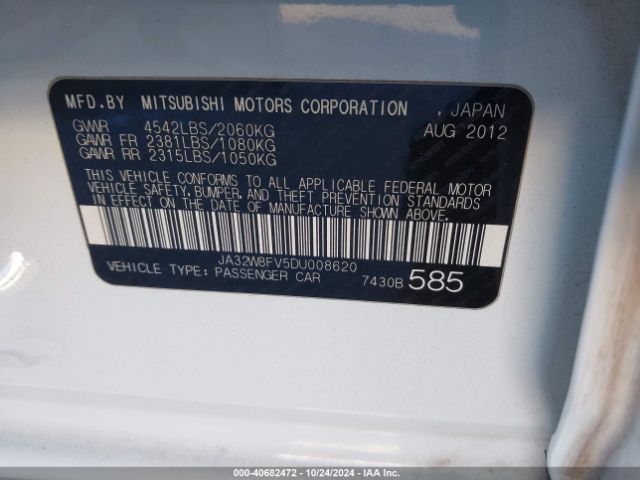 MFD.BY MITSUBISHI MOTORS CORPORATION , JAPAN
GVWR 4542LBS/2060KG AUG 2012
GAWR FR 2381LBS/1080KG
GAWR RR 2315LBS/1050KG
THIS VEHICLE CONFORMS TO ALL APPLICABLE FEDERAL MOTOR
VEHICLE SAFETY, BUMPER, AND THEFT PREVENTION STANDARDS
IN EFFECT ON THE DATE OF MANUFACTURE SHOWN ABOVE.
JA32W8FV5DU008620
VEHICLE TYPE: PASSENGER CAR 7430B 585
000-40682472 - 10/24/2024 - IAA Inc.